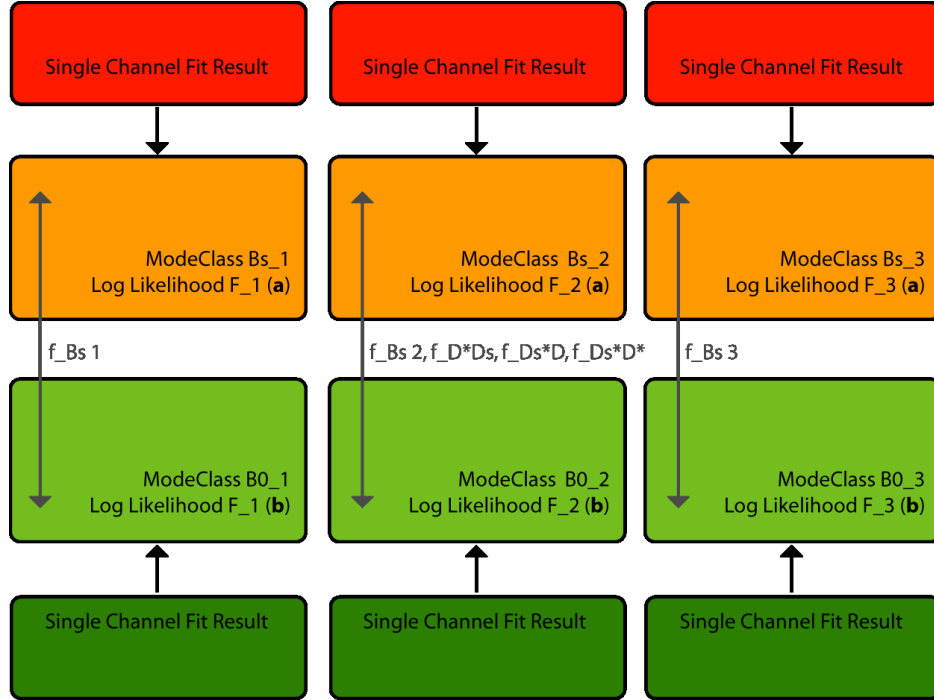 Single Channel Fit Result
Single Channel Fit Result
Single Channel Fit Result
ModeClass Bs_1
Log Likelihood F_1 (a)
ModeClass Bs_2
Log Likelihood F_2 (a)
ModeClass Bs_3
Log Likelihood F_3 (a)
f_Bs 1
f_Bs 2, f_D*Ds, f_Ds*D, f_Ds*D*
f_Bs 3
ModeClass B0_1
Log Likelihood F_1 (b)
ModeClass B0_2
Log Likelihood F_2 (b)
ModeClass B0_3
Log Likelihood F_3 (b)
Single Channel Fit Result
Single Channel Fit Result
Single Channel Fit Result